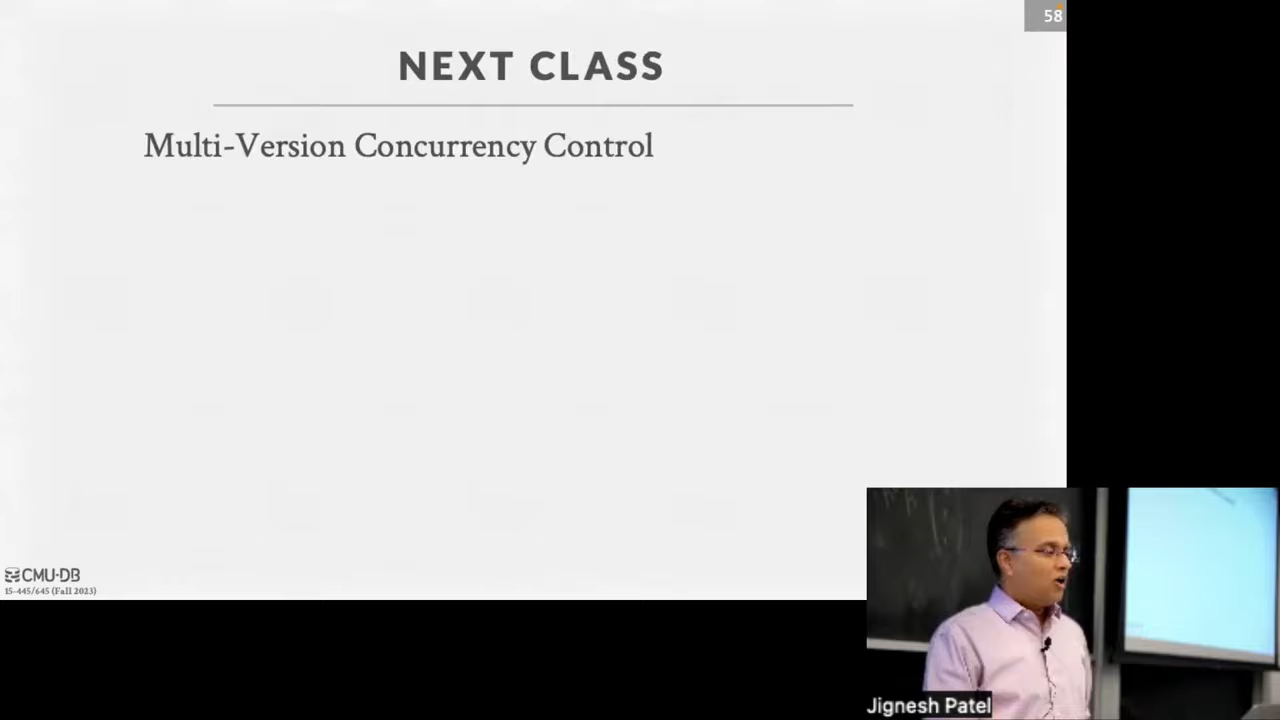 58
NEXT CLASS
Multi-Version Concurrency Control
CMU·DB
15-445/645 (Fall 2023)
Jignesh Patel